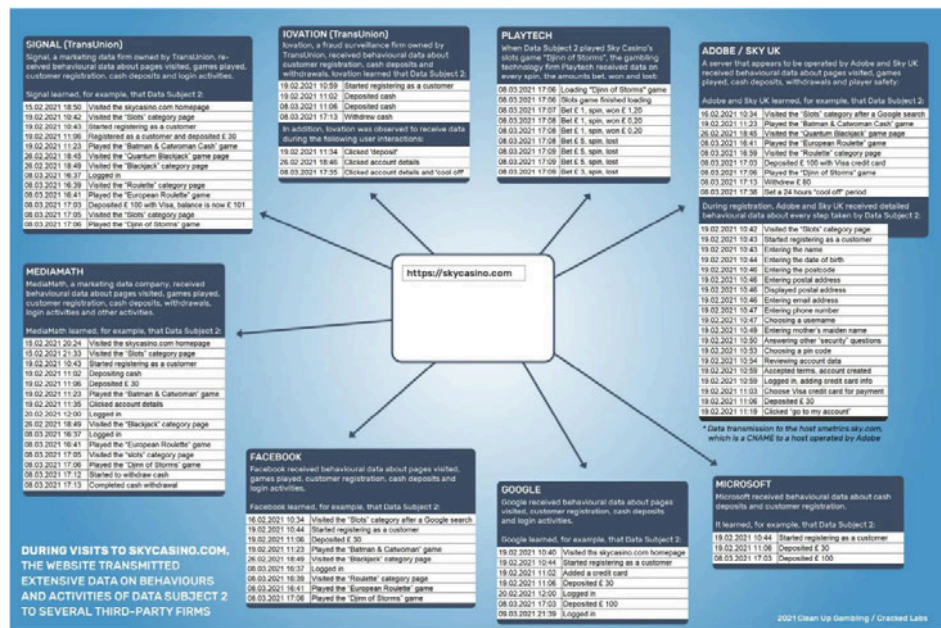 SIGNAL (TransUnion)
Signal, a marketing data firm owned by TransUnion, re-
ceived behavioural data about pages visited, games played,
customer registration, cash deposits and login activities.
Signal learned, for example, that Data Subject 2:
15.02.2021 18:50 Visited the skycasino.com homepage
19.02.2021 10:42 Visited the "Slots" category page
19.02.2021 10:43 Started registering as a customer
19.02.2021 11:06 Registered as a customer and deposited £ 30
19.02.2021 11:23 Played the "Batman & Catwoman Cash" game
26.02.2021 18:45 Visited the "Quantum Blackjack" game page
26.02.2021 18:49 Visited the "Blackjack" category page
08.03.2021 16:37 Logged in
08.03.2021 16:39 Visited the "Roulette" category page
08.03.2021 16:41 Played the "European Roulette" game
08.03.2021 17:03 Deposited £ 100 with Visa, balance is now £ 101
08.03.2021 17:05 Visited the "Slots" category page
08.03.2021 17:06 Played the "Djinn of Storms" game
IOVATION (TransUnion)
Iovation, a fraud surveillance firm owned by
TransUnion, received behavioural data about
customer registration, cash deposits and
withdrawals. Iovation learned that Data Subject 2:
19.02.2021 10:59 Started registering as a customer
19.02.2021 11:02 Deposited cash
19.02.2021 11:06 Deposited cash
08.03.2021 17:13 Withdrew cash
In addition, Iovation was observed to receive data
during the following user interactions:
19.02.2021 11:34 Clicked 'deposit'
26.02.2021 18:46 Clicked account details
08.03.2021 17:35 Clicked account details and 'cool off'
PLAYTECH
When Data Subject 2 played Sky Casino's
slots game "Djinn of Storms", the gambling
technology firm Playtech received data on
every spin, the amounts bet, won and lost:
08.03.2021 17:06 Loading "Djinn of Storms" game
08.03.2021 17:06 Slots game finished loading
08.03.2021 17:07 Bet £ 1, spin, won £ 1,20
08.03.2021 17:08 Bet £ 1, spin, won £ 0,20
08.03.2021 17:08 Bet £ 1, spin, won £ 0,20
08.03.2021 17:08 Bet £ 5, spin, lost
08.03.2021 17:09 Bet £ 5, spin, lost
08.03.2021 17:09 Bet £ 5, spin, lost
08.03.2021 17:09 Bet £ 3, spin, lost
ADOBE / SKY UK
A server that appears to be operated by Adobe and Sky UK
received behavioural data about pages visited, games
played, cash deposits, withdrawals and player safety:
Adobe and Sky UK learned, for example, that Data Subject 2:
16.02.2021 10:34 Visited the "Slots" category after a Google search
19.02.2021 11:23 Played the "Batman & Catwoman Cash" game
26.02.2021 18:45 Visited the "Quantum Blackjack" game page
08.03.2021 16:41 Played the "European Roulette" game
08.03.2021 16:59 Visited the "Roulette" category page
08.03.2021 17:03 Deposited £ 100 with Visa credit card
08.03.2021 17:06 Played the "Djinn of Storms" game
08.03.2021 17:13 Withdrew £ 80
08.03.2021 17:38 Set a 24 hours "cool off" period
During registration, Adobe and Sky UK received detailed
behavioural data about every step taken by Data Subject 2:
19.02.2021 10:42 Visited the "Slots" category page
19.02.2021 10:43 Started registering as a customer
19.02.2021 10:43 Entering the name
19.02.2021 10:44 Entering the date of birth
19.02.2021 10:46 Entering the postcode
19.02.2021 10:46 Entering postal address
19.02.2021 10:46 Displayed postal address
19.02.2021 10:46 Entering email address
19.02.2021 10:47 Entering phone number
19.02.2021 10:47 Choosing a username
19.02.2021 10:49 Entering mother's maiden name
19.02.2021 10:50 Answering other "security" questions
19.02.2021 10:53 Choosing a pin code
19.02.2021 10:54 Reviewing account data
19.02.2021 10:59 Accepted terms, account created
19.02.2021 10:59 Logged in, adding credit card info
19.02.2021 11:03 Choose Visa credit card for payment
19.02.2021 11:06 Deposited £ 30
19.02.2021 11:19 Clicked "go to my account"
* Data transmission to the host smetrics.sky.com,
which is a CNAME to a host operated by Adobe
https://skycasino.com
MEDIAMATH
MediaMath, a marketing data company, received
behavioural data about pages visited, games played,
customer registration, cash deposits, withdrawals,
login activities and other activities.
MediaMath learned, for example, that Data Subject 2:
15.02.2021 20:24 Visited the skycasino.com homepage
15.02.2021 21:33 Visited the "Slots" category page
19.02.2021 10:43 Started registering as a customer
19.02.2021 11:02 Depositing cash
19.02.2021 11:06 Deposited £ 30
19.02.2021 11:23 Played the "Batman & Catwoman" game
19.02.2021 11:35 Clicked account details
20.02.2021 12:00 Logged in
26.02.2021 18:49 Visited the "Blackjack" category page
08.03.2021 16:37 Logged in
08.03.2021 16:41 Played the "European Roulette" game
08.03.2021 17:05 Visited the "slots" category page
08.03.2021 17:06 Played the "Djinn of Storms" game
08.03.2021 17:12 Started to withdraw cash
08.03.2021 17:13 Completed cash withdrawal
FACEBOOK
Facebook received behavioural data about pages visited,
games played, customer registration, cash deposits and
login activities.
Facebook learned, for example, that Data Subject 2:
16.02.2021 10:34 Visited the "Slots" category after a Google search
19.02.2021 10:44 Started registering as a customer
19.02.2021 11:06 Deposited £ 30
19.02.2021 11:23 Played the "Batman & Catwoman" game
26.02.2021 18:49 Visited the "Blackjack" category page
08.03.2021 16:37 Logged in
08.03.2021 16:39 Visited the "Roulette" category page
08.03.2021 16:41 Played the "European Roulette" game
08.03.2021 17:06 Played the "Djinn of Storms" game
GOOGLE
Google received behavioural data about pages
visited, customer registration, cash deposits
and login activities.
Google learned, for example, that Data Subject 2:
19.02.2021 10:40 Visited the skycasino.com homepage
19.02.2021 10:44 Started registering as a customer
19.02.2021 11:02 Added a credit card
19.02.2021 11:06 Deposited £ 30
20.02.2021 12:00 Logged in
08.03.2021 17:03 Deposited £ 100
09.03.2021 21:39 Logged in
MICROSOFT
Microsoft received behavioural data about cash
deposits and customer registration.
It learned, for example, that Data Subject 2:
19.02.2021 10:44 Started registering as a customer
19.02.2021 11:06 Deposited £ 30
08.03.2021 17:03 Deposited £ 100
DURING VISITS TO SKYCASINO.COM,
THE WEBSITE TRANSMITTED
EXTENSIVE DATA ON BEHAVIOURS
AND ACTIVITIES OF DATA SUBJECT 2
TO SEVERAL THIRD-PARTY FIRMS
2021 Clean Up Gambling / Cracked Labs